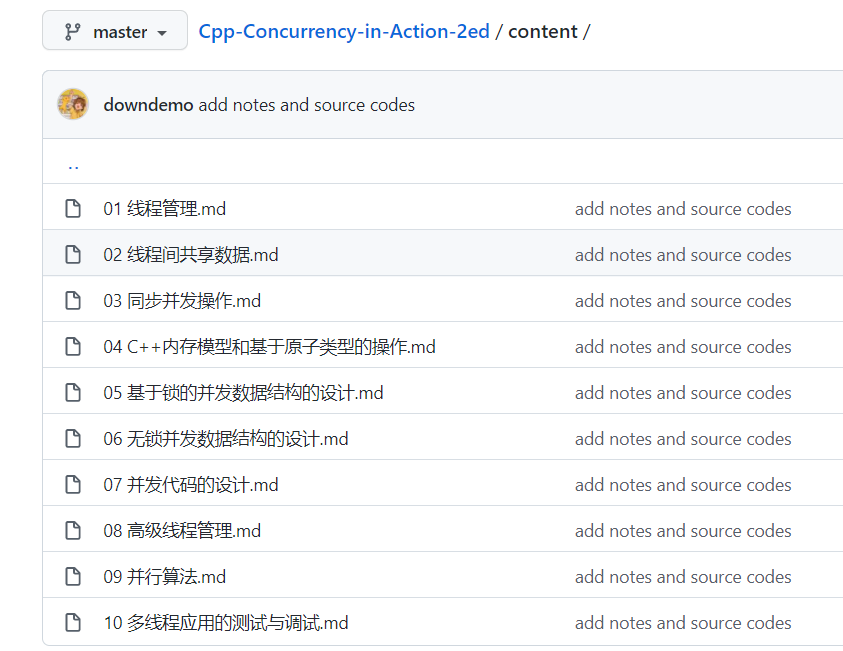 master Cpp-Concurrency-in-Action-2ed / content /
downdemo add notes and source codes
..
01 线程管理.md add notes and source codes
02 线程间共享数据.md add notes and source codes
03 同步并发操作.md add notes and source codes
04 C++内存模型和基于原子类型的操作.md add notes and source codes
05 基于锁的并发数据结构的设计.md add notes and source codes
06 无锁并发数据结构的设计.md add notes and source codes
07 并发代码的设计.md add notes and source codes
08 高级线程管理.md add notes and source codes
09 并行算法.md add notes and source codes
10 多线程应用的测试与调试.md add notes and source codes